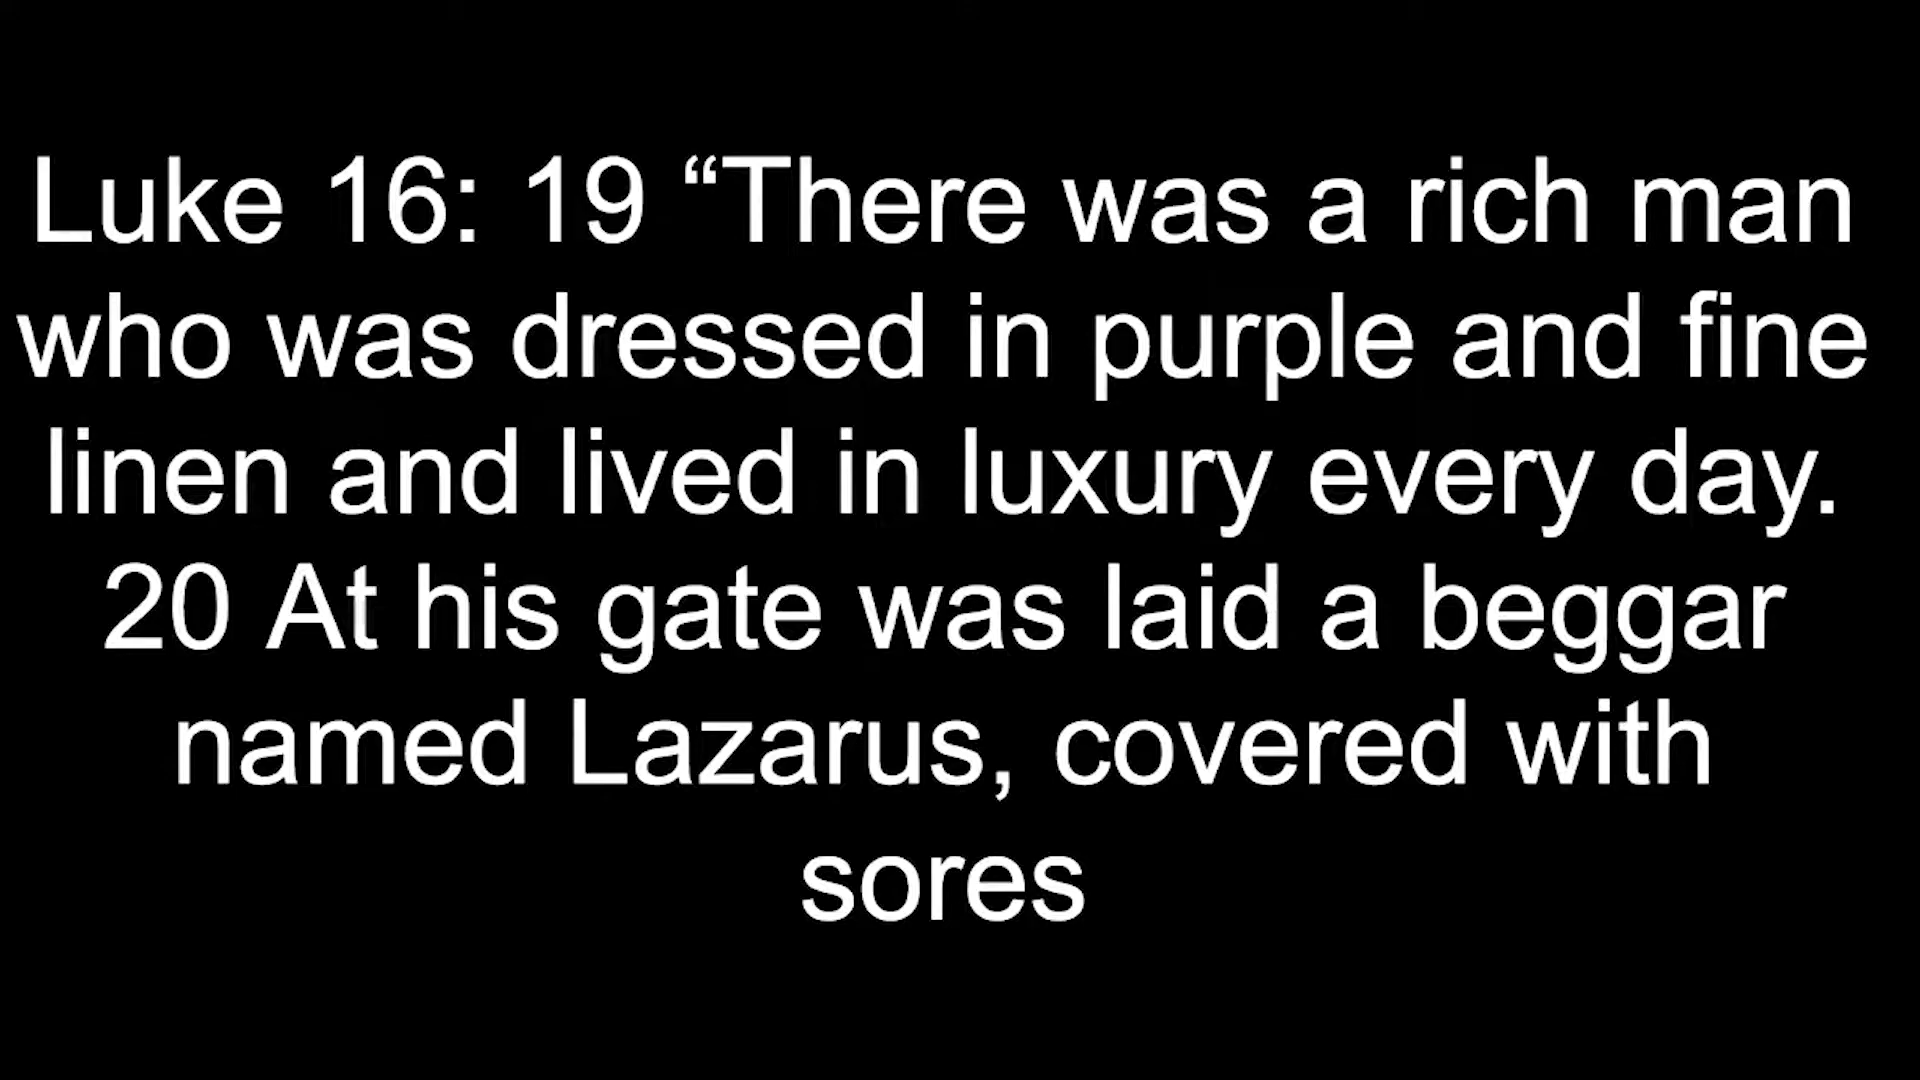 Luke 16: 19 “There was a rich man
who was dressed in purple and fine
linen and lived in luxury every day.
20 At his gate was laid a beggar
named Lazarus, covered with
sores